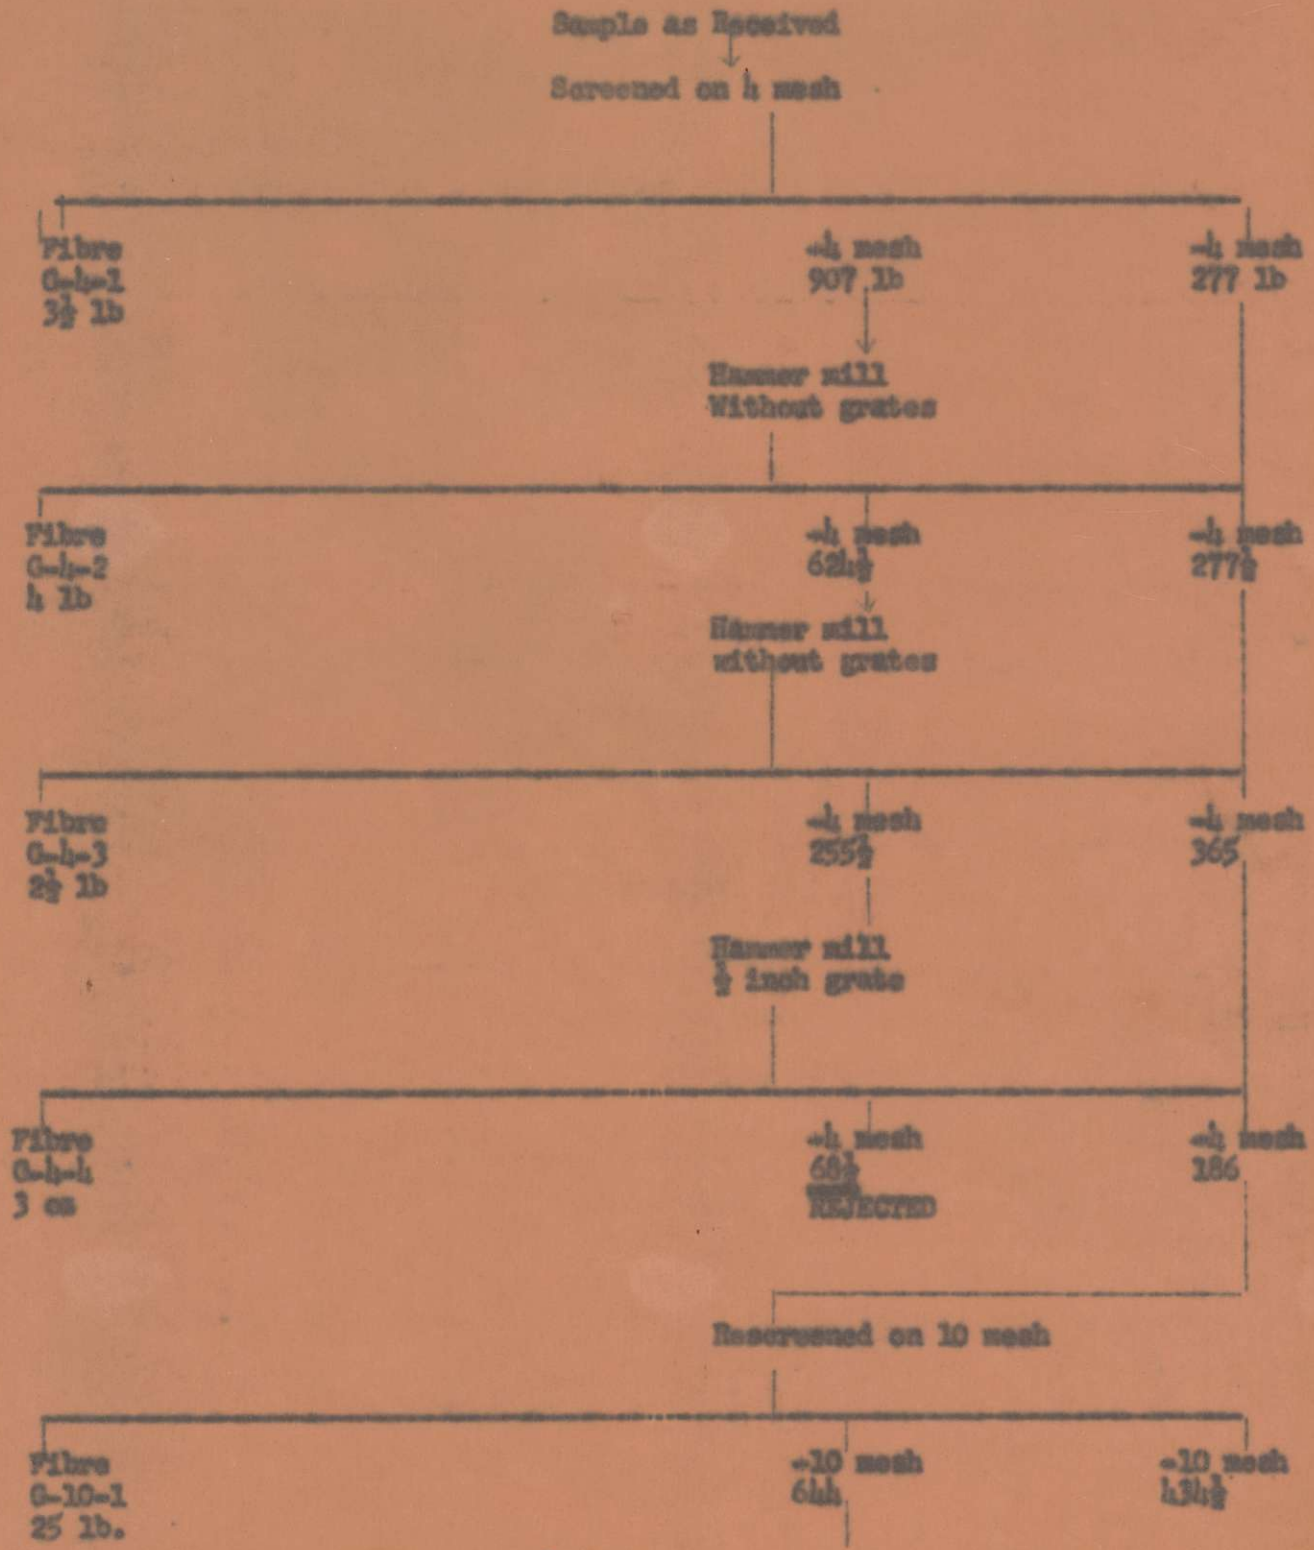 Sample as Received
Screened on 4 mesh
Fibre
G-4-1
3½ lb
+4 mesh
907 lb
-4 mesh
277 lb
Hammer mill
Without grates
Fibre
G-4-2
4 lb
+4 mesh
624½
-4 mesh
277½
Hammer mill
without grates
Fibre
G-4-3
2½ lb
+4 mesh
255½
-4 mesh
365
Hammer mill
½ inch grate
Fibre
G-4-4
3 oz
+4 mesh
68½
REJECTED
-4 mesh
186
Rescreened on 10 mesh
Fibre
G-10-1
25 lb.
+10 mesh
644
-10 mesh
434½